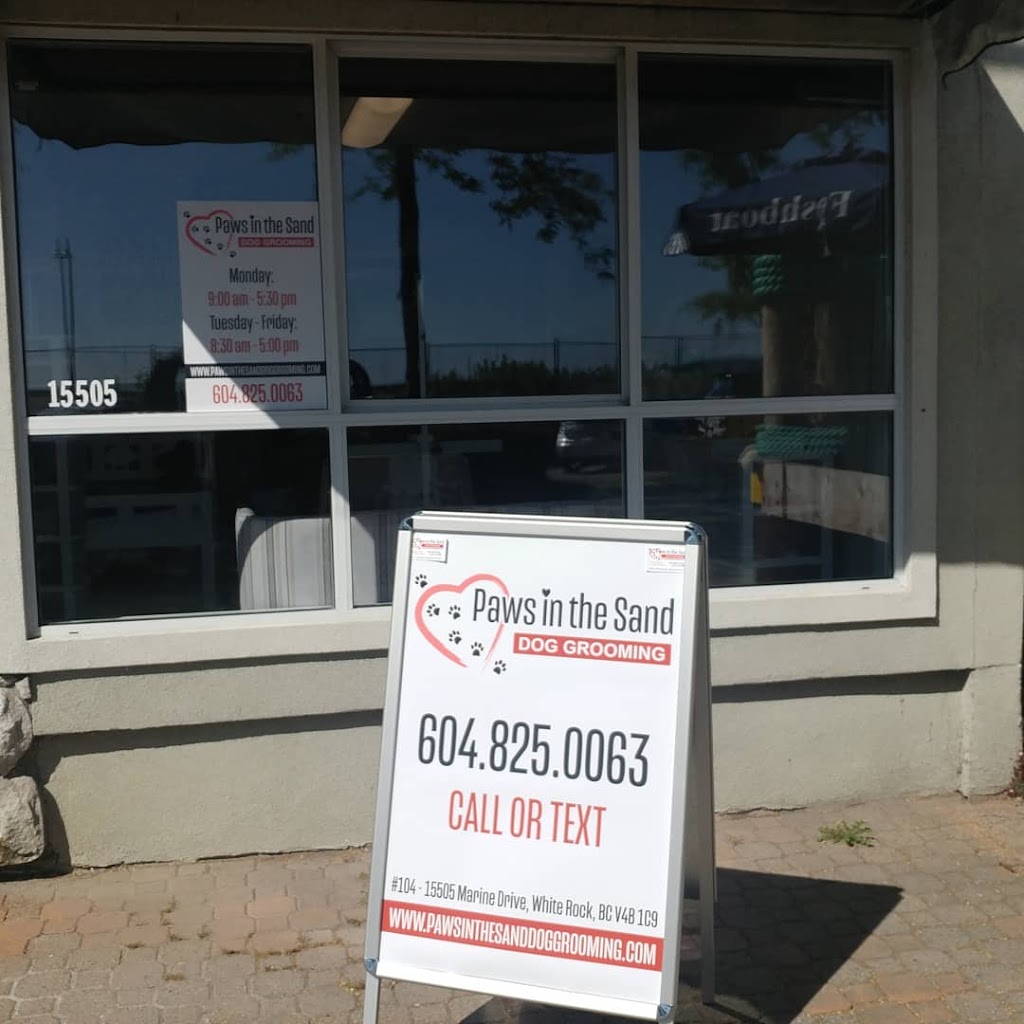 Paws in the Sand
DOG GROOMING
Monday:
9:00 am - 5:30 pm
Tuesday - Friday:
8:30 am - 5:00 pm
WWW.PAWSINTHESANDDOGGROOMING.COM
604.825.0063
15505
Fishboat
Paws in the Sand
DOG GROOMING
604.825.0063
CALL OR TEXT
#104 - 15505 Marine Drive, White Rock, BC V4B 1C9
WWW.PAWSINTHESANDDOGGROOMING.COM